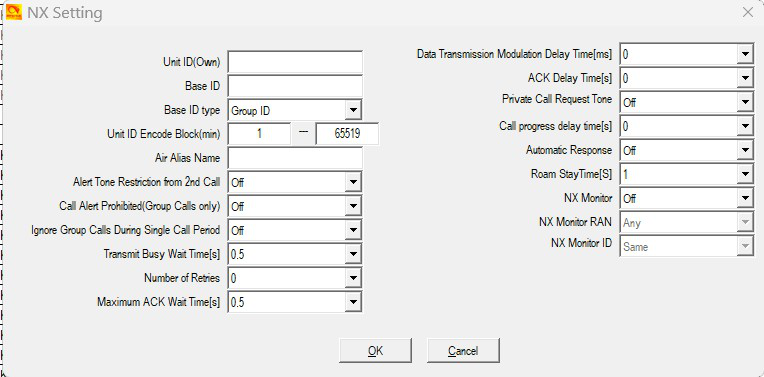 NX Setting
Unit ID(Own)
Base ID
Base ID type Group ID
Unit ID Encode Block(min) 1 — 65519
Air Alias Name
Alert Tone Restriction from 2nd Call Off
Call Alert Prohibited(Group Calls only) Off
Ignore Group Calls During Single Call Period Off
Transmit Busy Wait Time[s] 0.5
Number of Retries 0
Maximum ACK Wait Time[s] 0.5
Data Transmission Modulation Delay Time[ms] 0
ACK Delay Time[s] 0
Private Call Request Tone Off
Call progress delay time[s] 0
Automatic Response Off
Roam StayTime[S] 1
NX Monitor Off
NX Monitor RAN Any
NX Monitor ID Same
OK Cancel